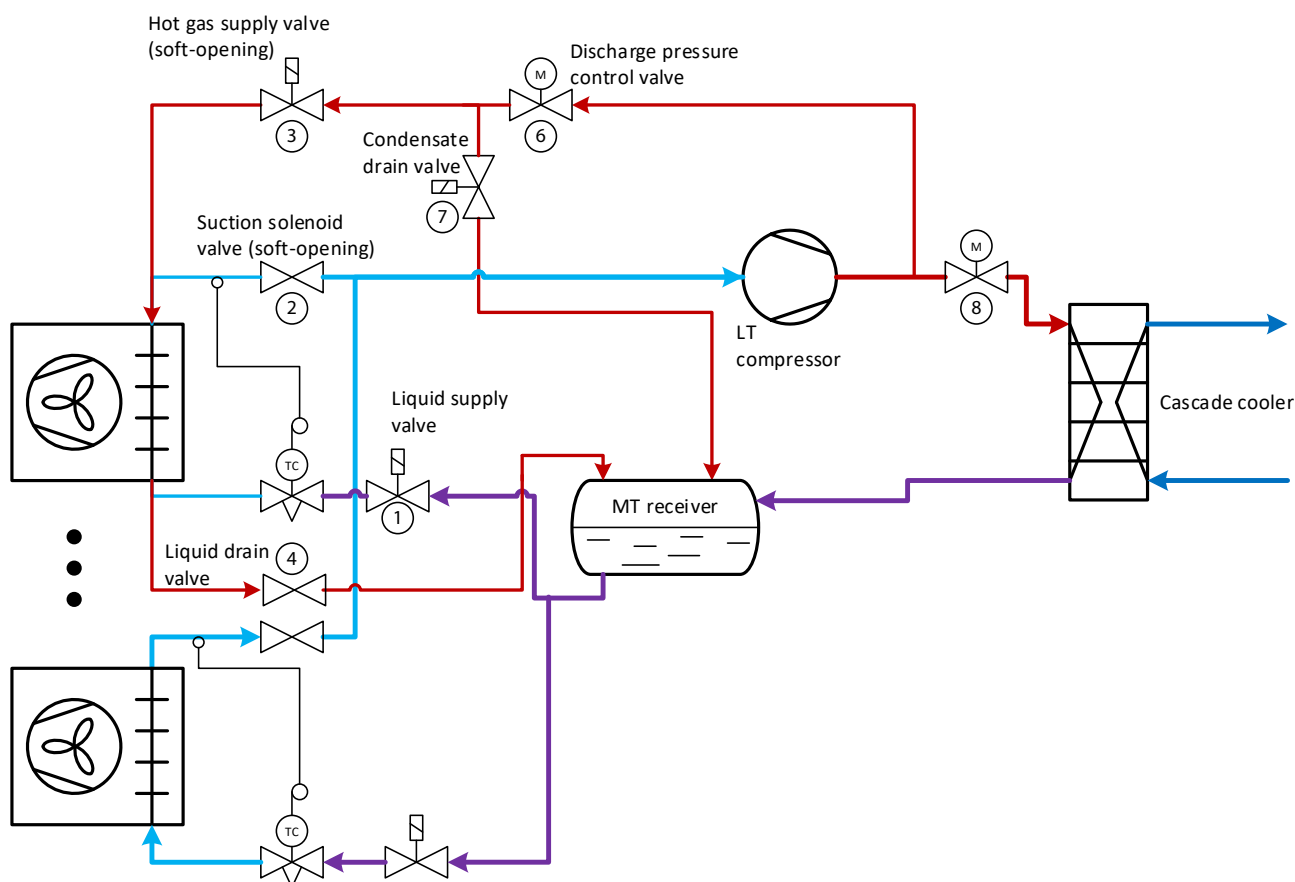 Hot gas supply valve
(soft-opening)
3
Discharge pressure
control valve
M
6
Condensate
drain valve
7
Suction solenoid
valve (soft-opening)
2
M
8
LT
compressor
Cascade cooler
Liquid supply
valve
TC
1
MT receiver
Liquid drain
valve
4
TC